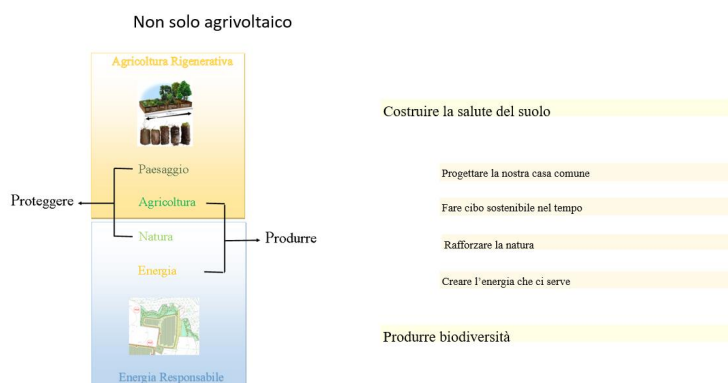 Non solo agrivoltaico
Agricoltura Rigenerativa
Costruire la salute del suolo
Paesaggio
Progettare la nostra casa comune
Proteggere
Agricoltura
Fare cibo sostenibile nel tempo
Natura
Produrre
Rafforzare la natura
Energia
Creare l'energia che ci serve
Produrre biodiversità
Energia Responsabile